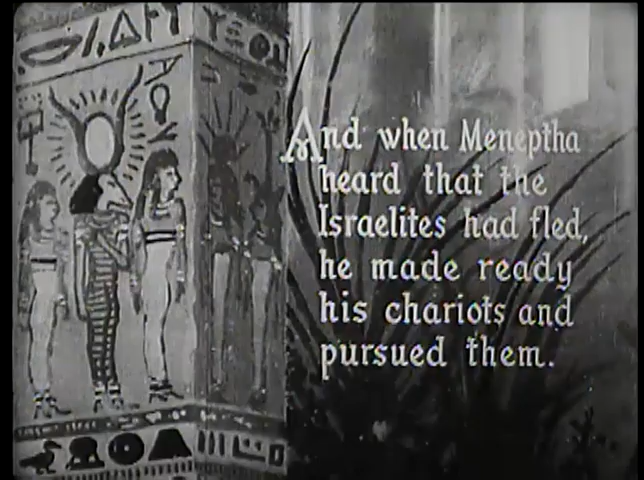 And when Meneptha
heard that the
Israelites had fled,
he made ready
his chariots and
pursued them.